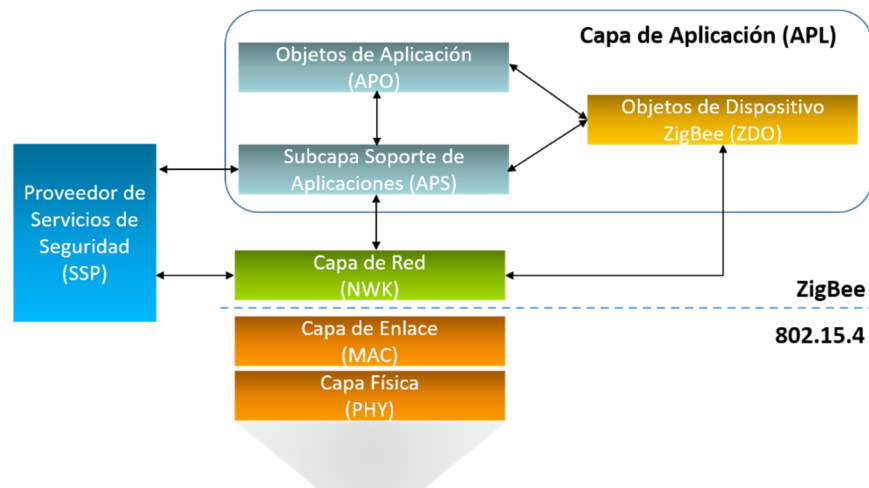 Capa de Aplicación (APL)
Objetos de Aplicación
(APO)
Objetos de Dispositivo
ZigBee (ZDO)
Subcapa Soporte de
Aplicaciones (APS)
Proveedor de
Servicios de
Seguridad
(SSP)
Capa de Red
(NWK)
ZigBee
802.15.4
Capa de Enlace
(MAC)
Capa Física
(PHY)